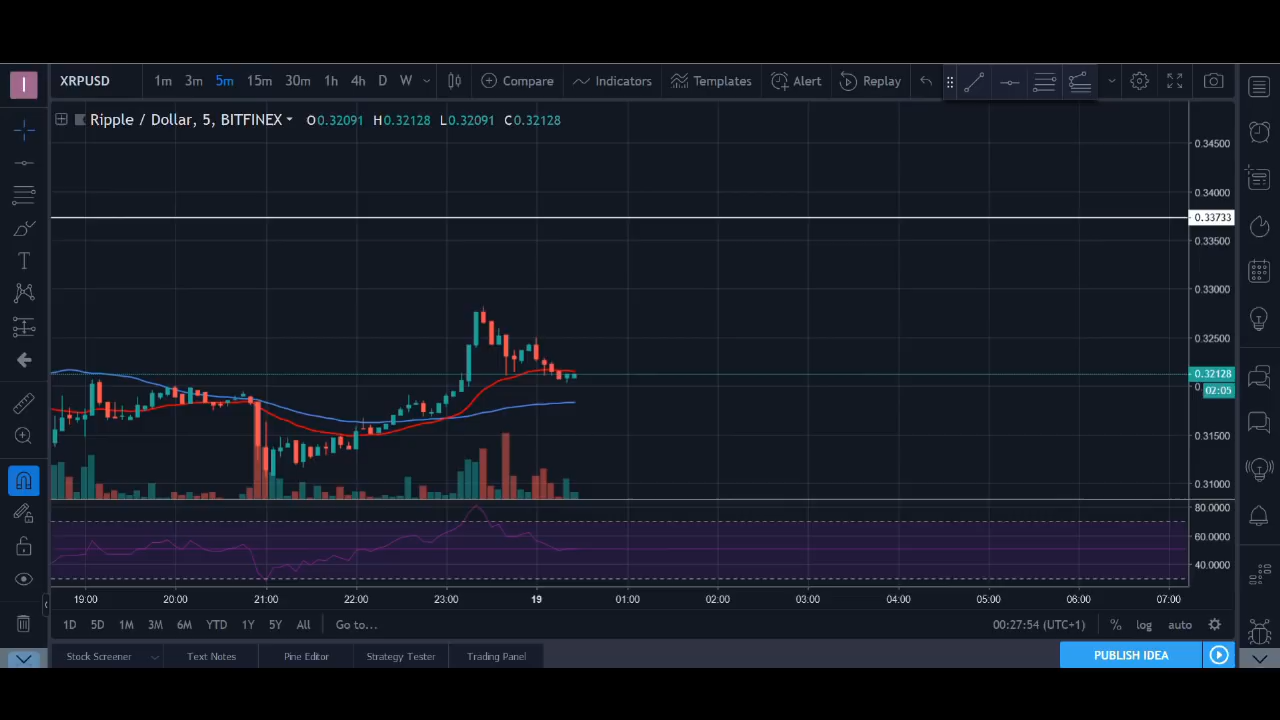 I XRPUSD 1m 3m 5m 15m 30m 1h 4h D W Compare Indicators Templates Alert Replay
Ripple / Dollar, 5, BITFINEX O0.32091 H0.32128 L0.32091 C0.32128
0.34500
0.34000
0.33733
0.33500
0.33000
0.32500
0.32128
02:05
0.31500
0.31000
80.0000
60.0000
40.0000
19:00 20:00 21:00 22:00 23:00 19 01:00 02:00 03:00 04:00 05:00 06:00 07:00
1D 5D 1M 3M 6M YTD 1Y 5Y All Go to... 00:27:54 (UTC+1) % log auto
Stock Screener Text Notes Pine Editor Strategy Tester Trading Panel PUBLISH IDEA